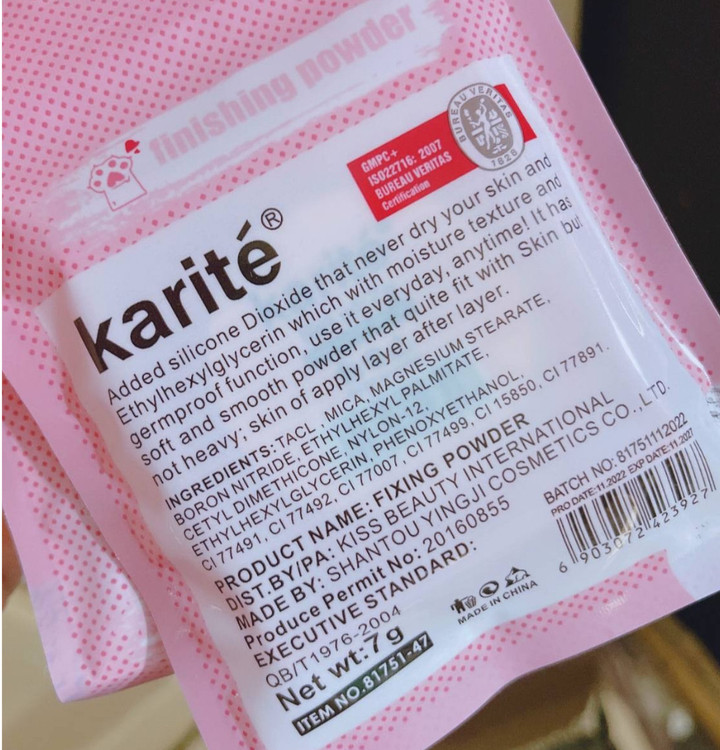 finishing powder
GMPC+
ISO22716: 2007
BUREAU VERITAS
Certification
BUREAU VERITAS
1828
karité®
Added silicone Dioxide that never dry your skin and
Ethylhexylglycerin which with moisture texture and
germproof function, use it everyday, anytime! It has
soft and smooth powder that quite fit with Skin but
not heavy; skin of apply layer after layer.
INGREDIENTS: TACL, MICA, MAGNESIUM STEARATE,
BORON NITRIDE, ETHYLHEXYL PALMITATE,
CETYL DIMETHICONE, NYLON-12,
ETHYLHEXYLGLYCERIN, PHENOXYETHANOL,
CI 77491, CI 77492, CI 77007, CI 77499, CI 15850, CI 77891.
PRODUCT NAME: FIXING POWDER
DIST.BY/PA: KISS BEAUTY INTERNATIONAL
MADE BY: SHANTOU YINGJI COSMETICS CO.,LTD.
Produce Permit No: 20160855
EXECUTIVE STANDARD:
QB/T1976-2004
Net wt:7g
ITEM NO.81751-47
BATCH NO: 81751112022
PRO DATE:11.2022 EXP DATE:11.2027
6 903072 423927
MADE IN CHINA